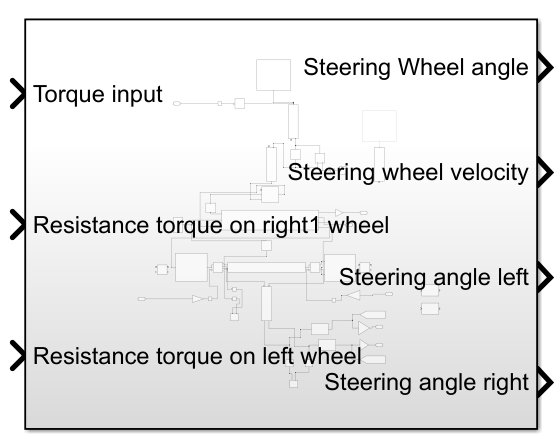 Steering Wheel angle
Torque input
Steering wheel velocity
Resistance torque on right1 wheel
Steering angle left
Resistance torque on left wheel
Steering angle right